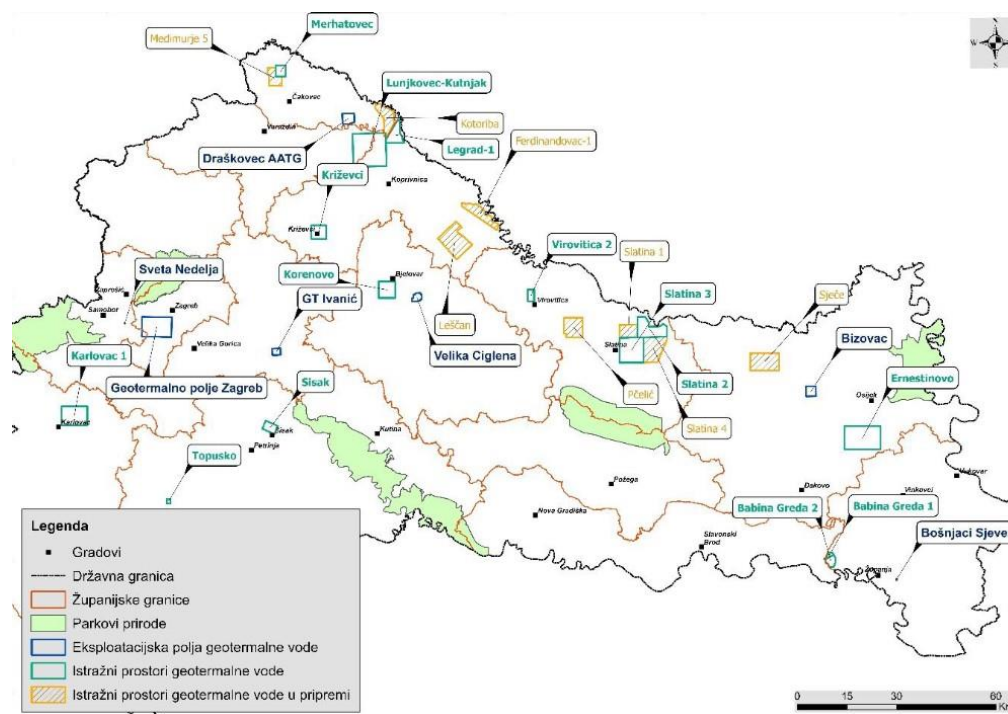 Merhatovec
Međimurje 5
N
W E
S
Lunjkovec-Kutnjak
Čakovec
Kotoriba
Varaždin
Ferdinandovac-1
Draškovec AATG
Legrad-1
Križevci
Koprivnica
Križevci
Virovitica 2
Slatina 1
Sveta Nedelja
Korenovo
Bjelovar
Slatina 3
Sječe
Zaprešić
GT Ivanić
Virovitica
Samobor
Zagreb
Leščan
Bizovac
Velika Gorica
Slatina
Karlovac 1
Velika Ciglena
Ernestinovo
Geotermalno polje Zagreb
Sisak
Pčelić
Slatina 2
Osijek
Karlovac
Slatina 4
Sisak
Kutina
Petrinja
Topusko
Vukovar
Požega
Đakovo
Vinkovci
Babina Greda 2
Babina Greda 1
Nova Gradiška
Bošnjaci Sjeve
Slavonski
Brod
Županja
Legenda
Gradovi
Državna granica
Županijske granice
Parkovi prirode
Eksploatacijska polja geotermalne vode
Istražni prostori geotermalne vode
Istražni prostori geotermalne vode u pripremi
0 15 30 60